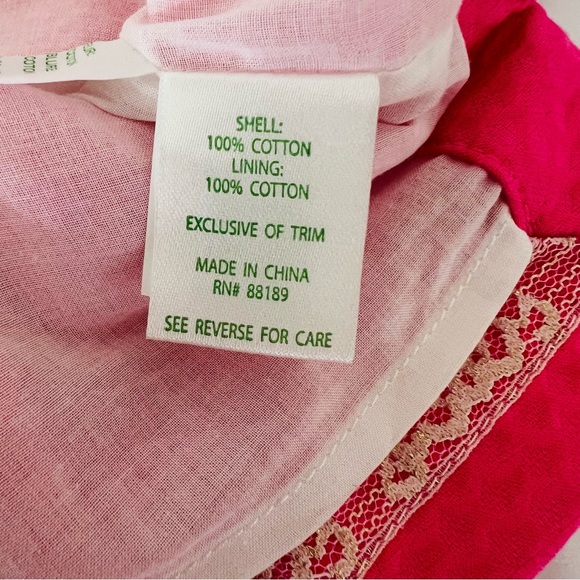 SHELL:
100% COTTON
LINING:
100% COTTON
EXCLUSIVE OF TRIM
MADE IN CHINA
RN# 88189
SEE REVERSE FOR CARE